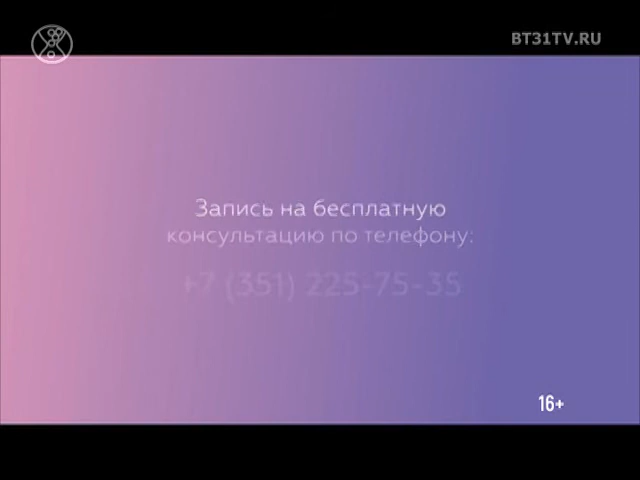 BT31TV.RU
Запись на бесплатную
консультацию по телефону:
+7 (351) 225-75-35
16+